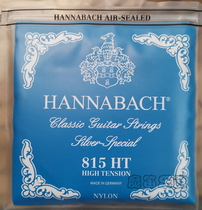 HANNABACH AIR-SEALED
HANNABACH
Classic Guitar Strings
Silver-Special
815 HT
HIGH TENSION
MADE IN GERMANY
NYLON